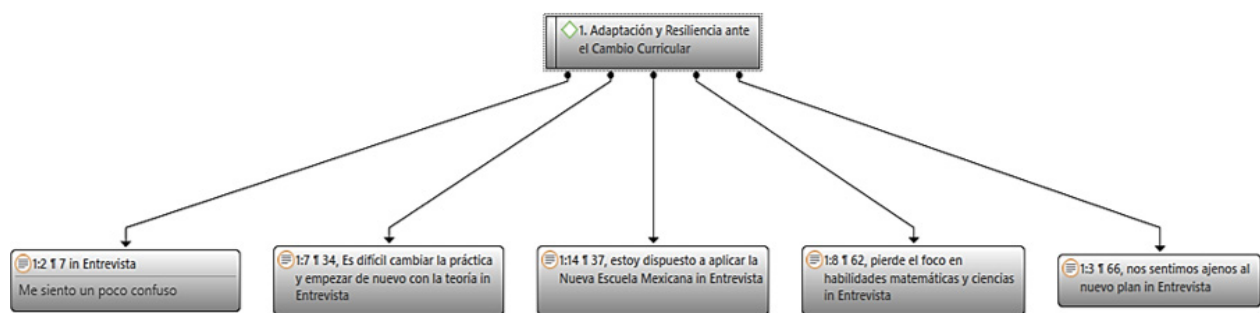 1. Adaptación y Resiliencia ante
el Cambio Curricular
1:2 ¶ 7 in Entrevista
Me siento un poco confuso
1:7 ¶ 34, Es difícil cambiar la práctica
y empezar de nuevo con la teoría in
Entrevista
1:14 ¶ 37, estoy dispuesto a aplicar la
Nueva Escuela Mexicana in Entrevista
1:8 ¶ 62, pierde el foco en
habilidades matemáticas y ciencias
in Entrevista
1:3 ¶ 66, nos sentimos ajenos al
nuevo plan in Entrevista